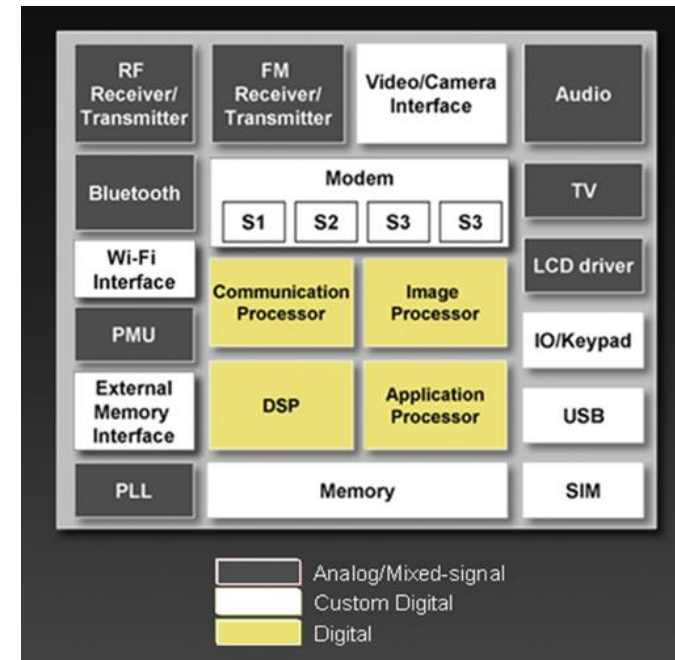 RF
Receiver/
Transmitter
FM
Receiver/
Transmitter
Video/Camera
Interface
Audio
Bluetooth
Modem
S1 S2 S3 S3
TV
Wi-Fi
Interface
LCD driver
Communication
Processor
Image
Processor
PMU
IO/Keypad
External
Memory
Interface
DSP
Application
Processor
USB
PLL
Memory
SIM
Analog/Mixed-signal
Custom Digital
Digital